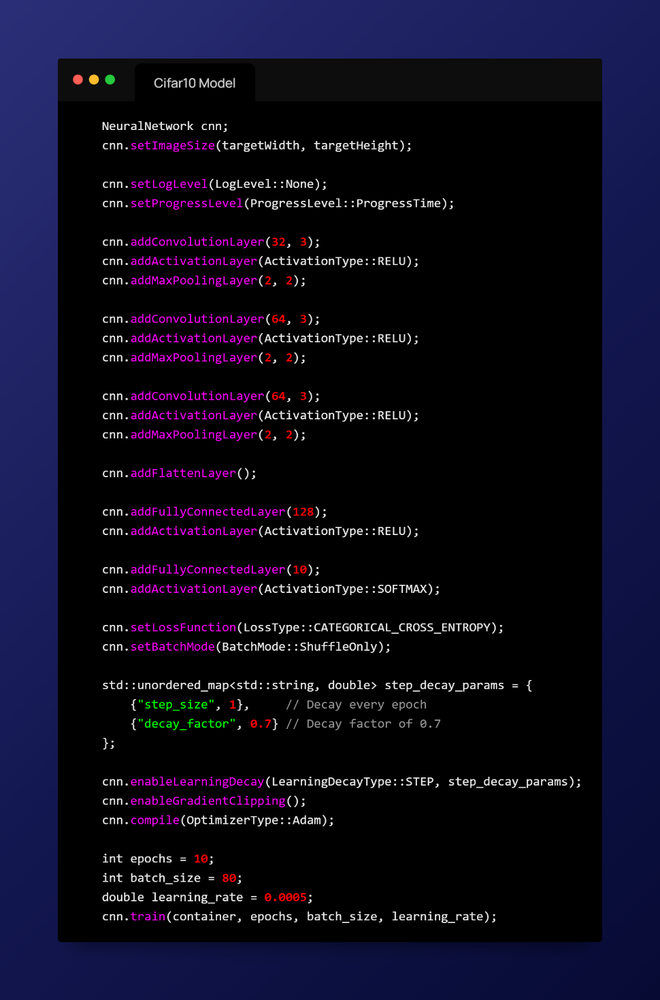 Cifar10 Model
NeuralNetwork cnn;
cnn.setImageSize(targetWidth, targetHeight);
cnn.setLogLevel(LogLevel::None);
cnn.setProgressLevel(ProgressLevel::ProgressTime);
cnn.addConvolutionLayer(32, 3);
cnn.addActivationLayer(ActivationType::RELU);
cnn.addMaxPoolingLayer(2, 2);
cnn.addConvolutionLayer(64, 3);
cnn.addActivationLayer(ActivationType::RELU);
cnn.addMaxPoolingLayer(2, 2);
cnn.addConvolutionLayer(64, 3);
cnn.addActivationLayer(ActivationType::RELU);
cnn.addMaxPoolingLayer(2, 2);
cnn.addFlattenLayer();
cnn.addFullyConnectedLayer(128);
cnn.addActivationLayer(ActivationType::RELU);
cnn.addFullyConnectedLayer(10);
cnn.addActivationLayer(ActivationType::SOFTMAX);
cnn.setLossFunction(LossType::CATEGORICAL_CROSS_ENTROPY);
cnn.setBatchMode(BatchMode::ShuffleOnly);
std::unordered_map<std::string, double> step_decay_params = {
    {"step_size", 1},     // Decay every epoch
    {"decay_factor", 0.7} // Decay factor of 0.7
};
cnn.enableLearningDecay(LearningDecayType::STEP, step_decay_params);
cnn.enableGradientClipping();
cnn.compile(OptimizerType::Adam);
int epochs = 10;
int batch_size = 80;
double learning_rate = 0.0005;
cnn.train(container, epochs, batch_size, learning_rate);